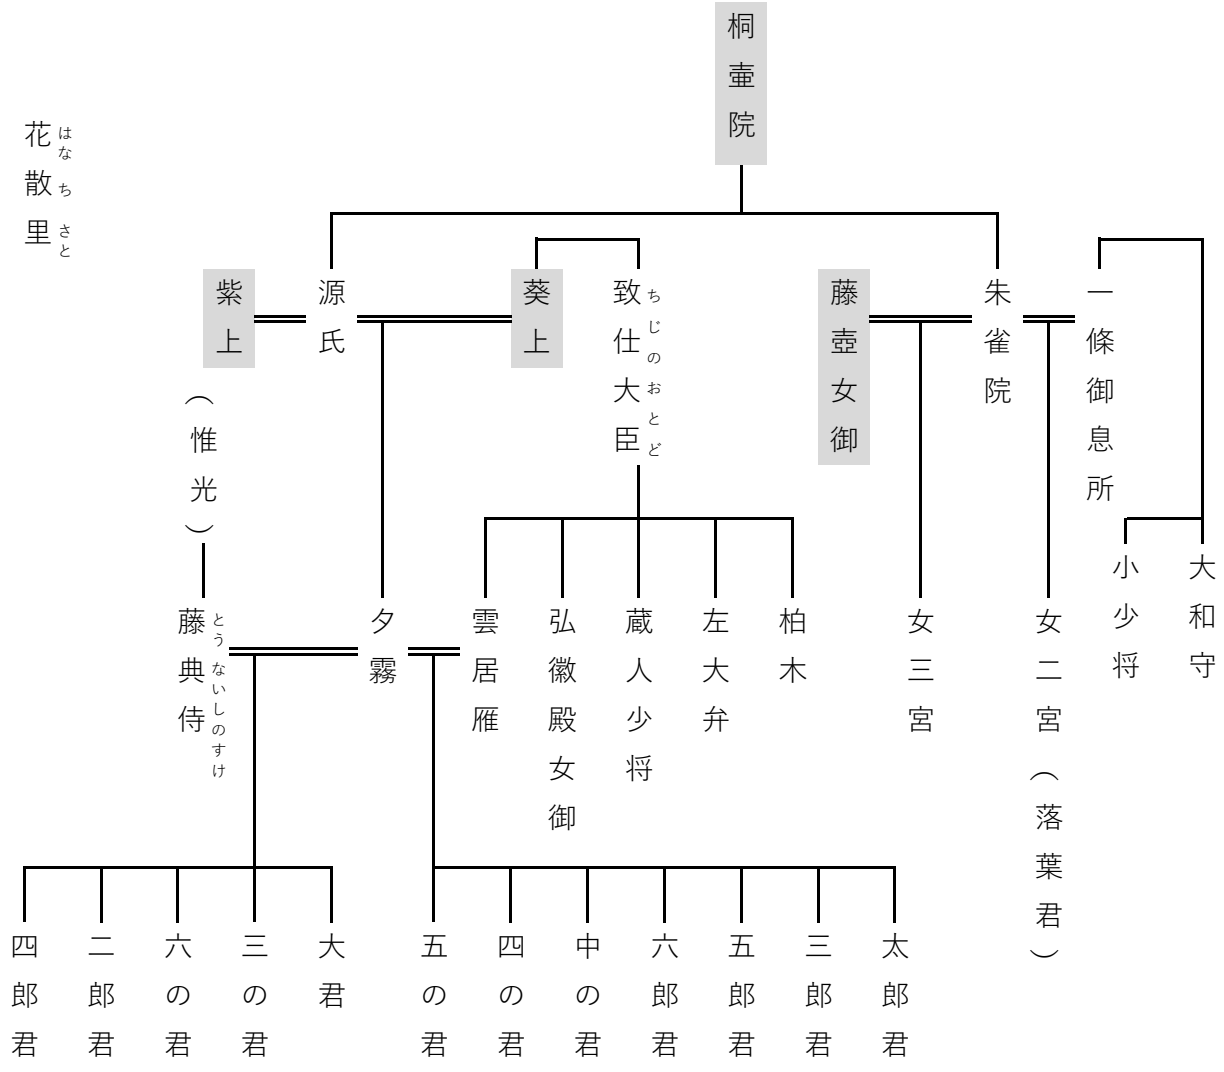 桐壷院
一條御息所
朱雀院
藤壺女御
致仕大臣
ちじのおとど
葵上
源氏
紫上
花散里
はなちさと
大和守
小少将
女二宮（落葉君）
女三宮
柏木
左大弁
蔵人少将
弘徽殿女御
雲居雁
夕霧
（惟光）
藤典侍
とうないしのすけ
太郎君
三郎君
五郎君
六郎君
中の君
四の君
五の君
大君
三の君
六の君
二郎君
四郎君